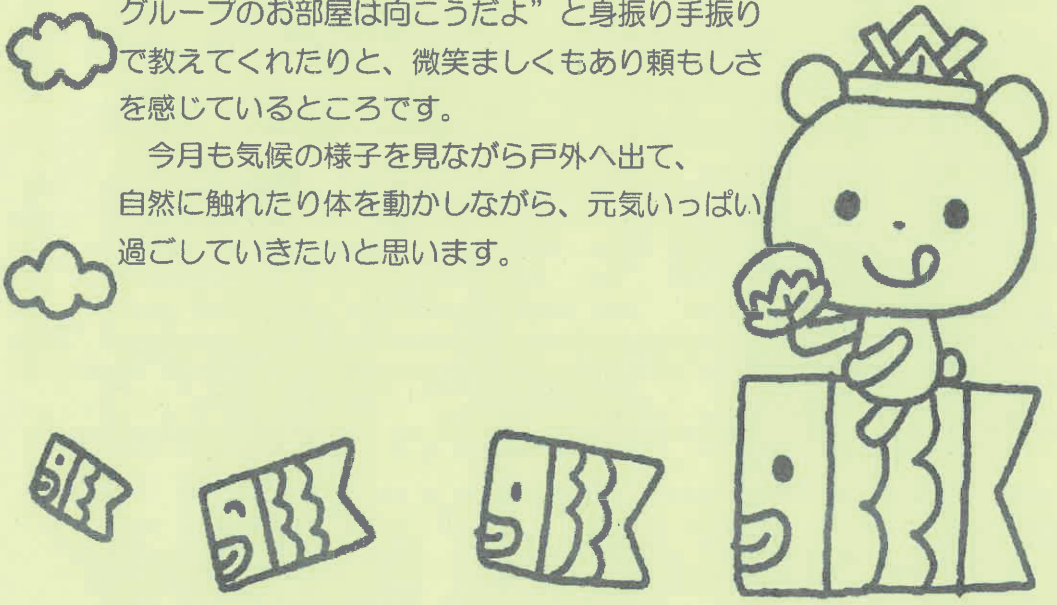 グループのお部屋は向こうだよ”と身振り手振り
で教えてくれたりと、微笑ましくもあり頼もしさ
を感じているところです。
　今月も気候の様子を見ながら戸外へ出て、
自然に触れたり体を動かしながら、元気いっぱい
過ごしていきたいと思います。